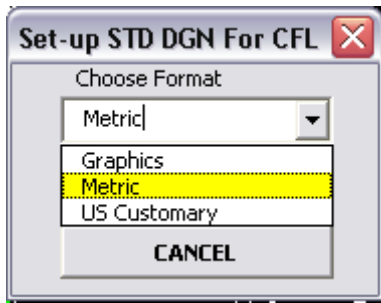 Set-up STD DGN For CFL
Choose Format
Metric
Graphics
Metric
US Customary
CANCEL